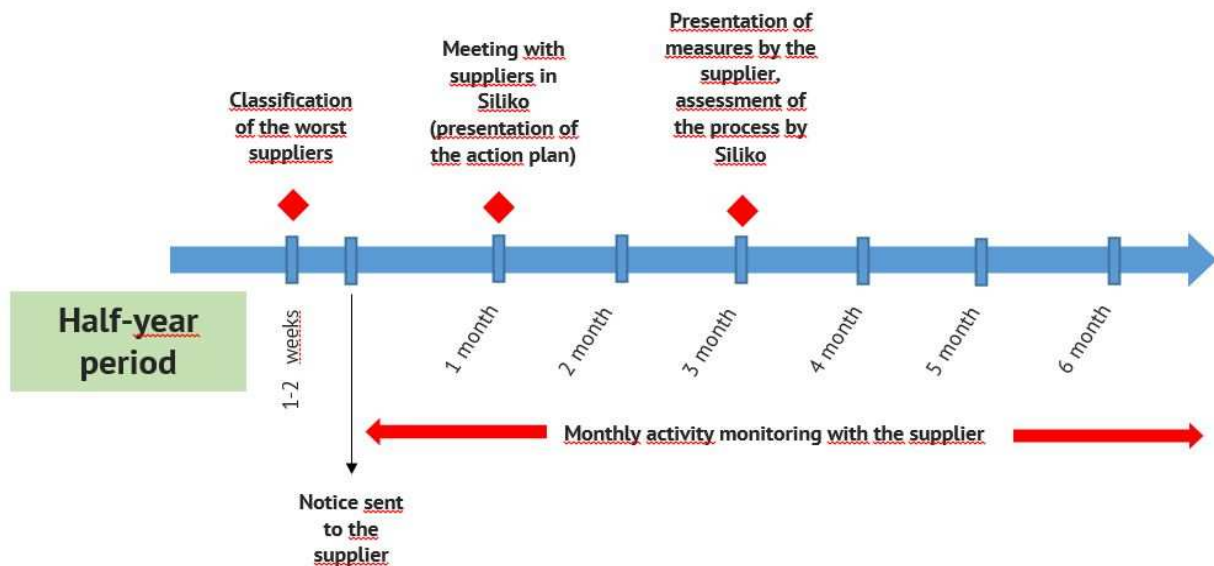 Classification
of the worst
suppliers
Meeting with
suppliers in
Siliko
(presentation of
the action plan)
Presentation of
measures by the
supplier,
assessment of
the process by
Siliko
Half-year
period
1-2 weeks
1 month
2 month
3 month
4 month
5 month
6 month
Monthly activity monitoring with the supplier
Notice sent
to the
supplier